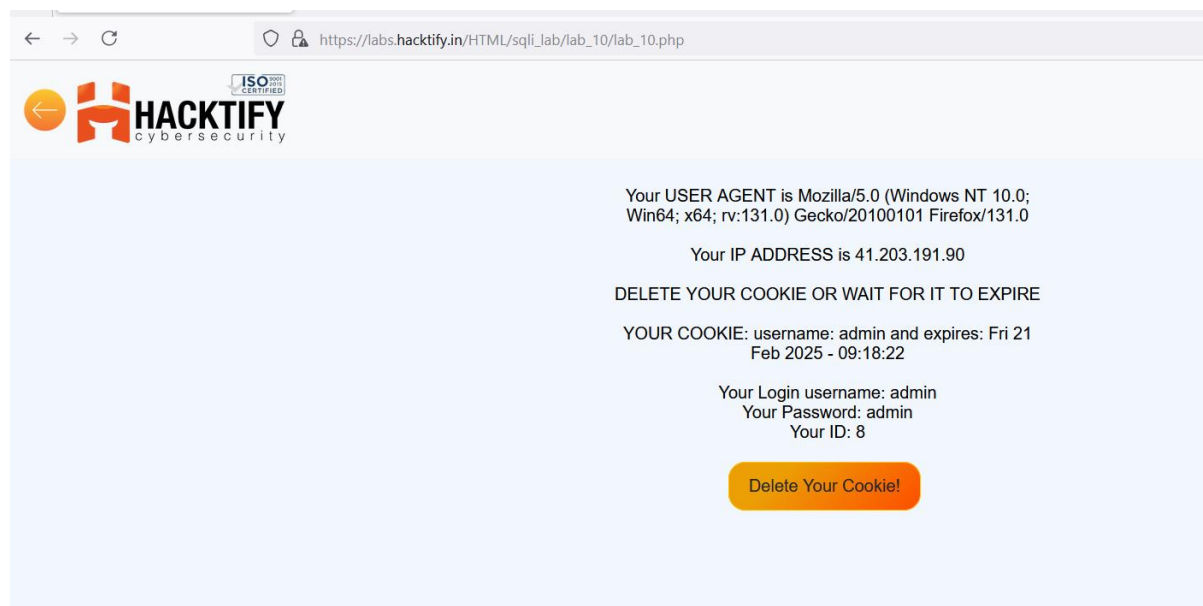 https://labs.hacktify.in/HTML/sqli_lab/lab_10/lab_10.php
ISO 9001 2015
CERTIFIED
HACKTIFY
cybersecurity
Your USER AGENT is Mozilla/5.0 (Windows NT 10.0;
Win64; x64; rv:131.0) Gecko/20100101 Firefox/131.0
Your IP ADDRESS is 41.203.191.90
DELETE YOUR COOKIE OR WAIT FOR IT TO EXPIRE
YOUR COOKIE: username: admin and expires: Fri 21
Feb 2025 - 09:18:22
Your Login username: admin
Your Password: admin
Your ID: 8
Delete Your Cookie!